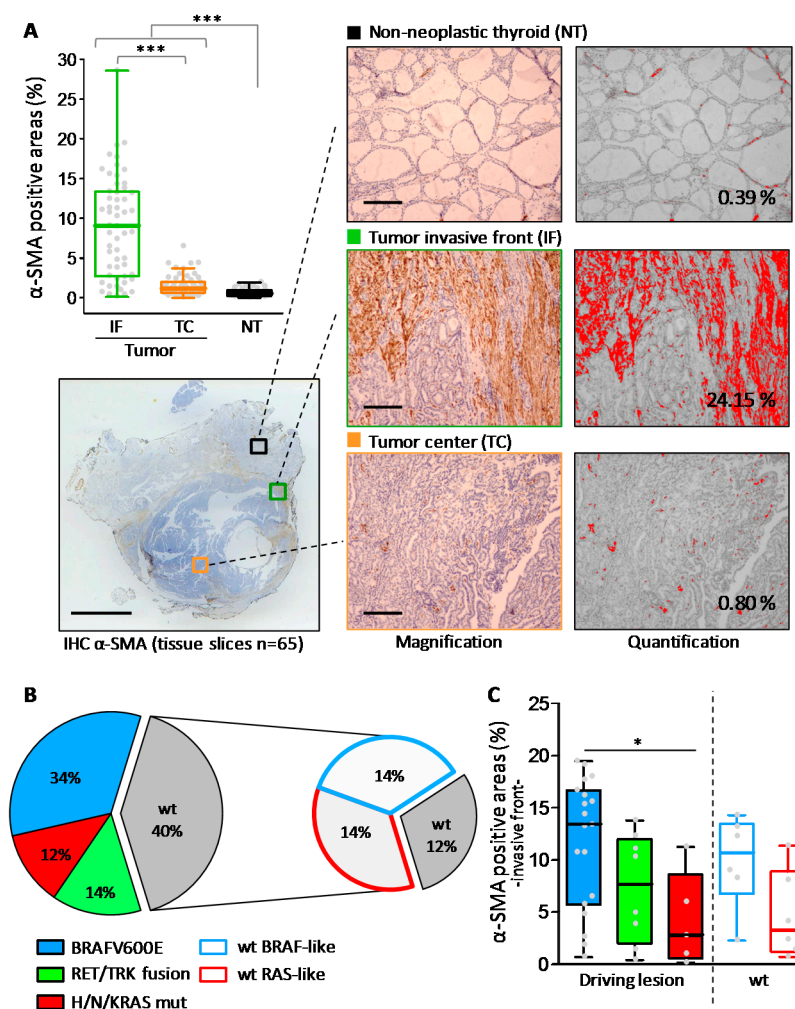 A
***
***
α-SMA positive areas (%)
30
25
20
15
10
5
0
IF
TC
NT
Tumor
Non-neoplastic thyroid (NT)
0.39 %
Tumor invasive front (IF)
24.15 %
Tumor center (TC)
0.80 %
IHC α-SMA (tissue slices n=65)
Magnification
Quantification
B
34%
wt
40%
12%
14%
14%
14%
wt
12%
BRAFV600E
wt BRAF-like
RET/TRK fusion
wt RAS-like
H/N/KRAS mut
C
α-SMA positive areas (%)
-invasive front-
25
20
15
10
5
0
*
Driving lesion
wt